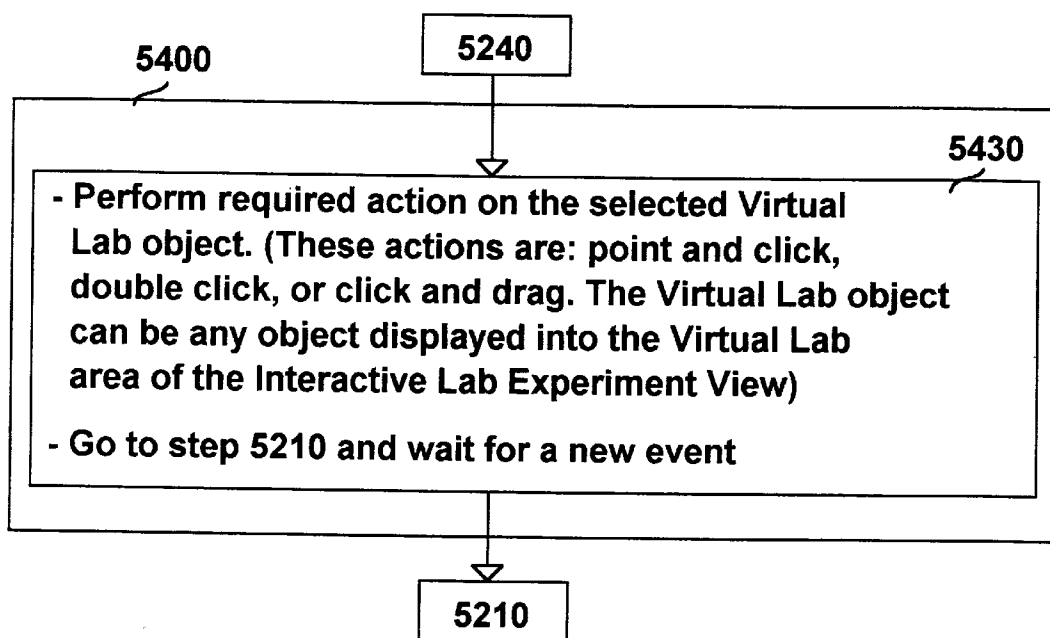 5240
5400
5430
- Perform required action on the selected Virtual
Lab object. (These actions are: point and click,
double click, or click and drag. The Virtual Lab object
can be any object displayed into the Virtual Lab
area of the Interactive Lab Experiment View)
- Go to step 5210 and wait for a new event
5210